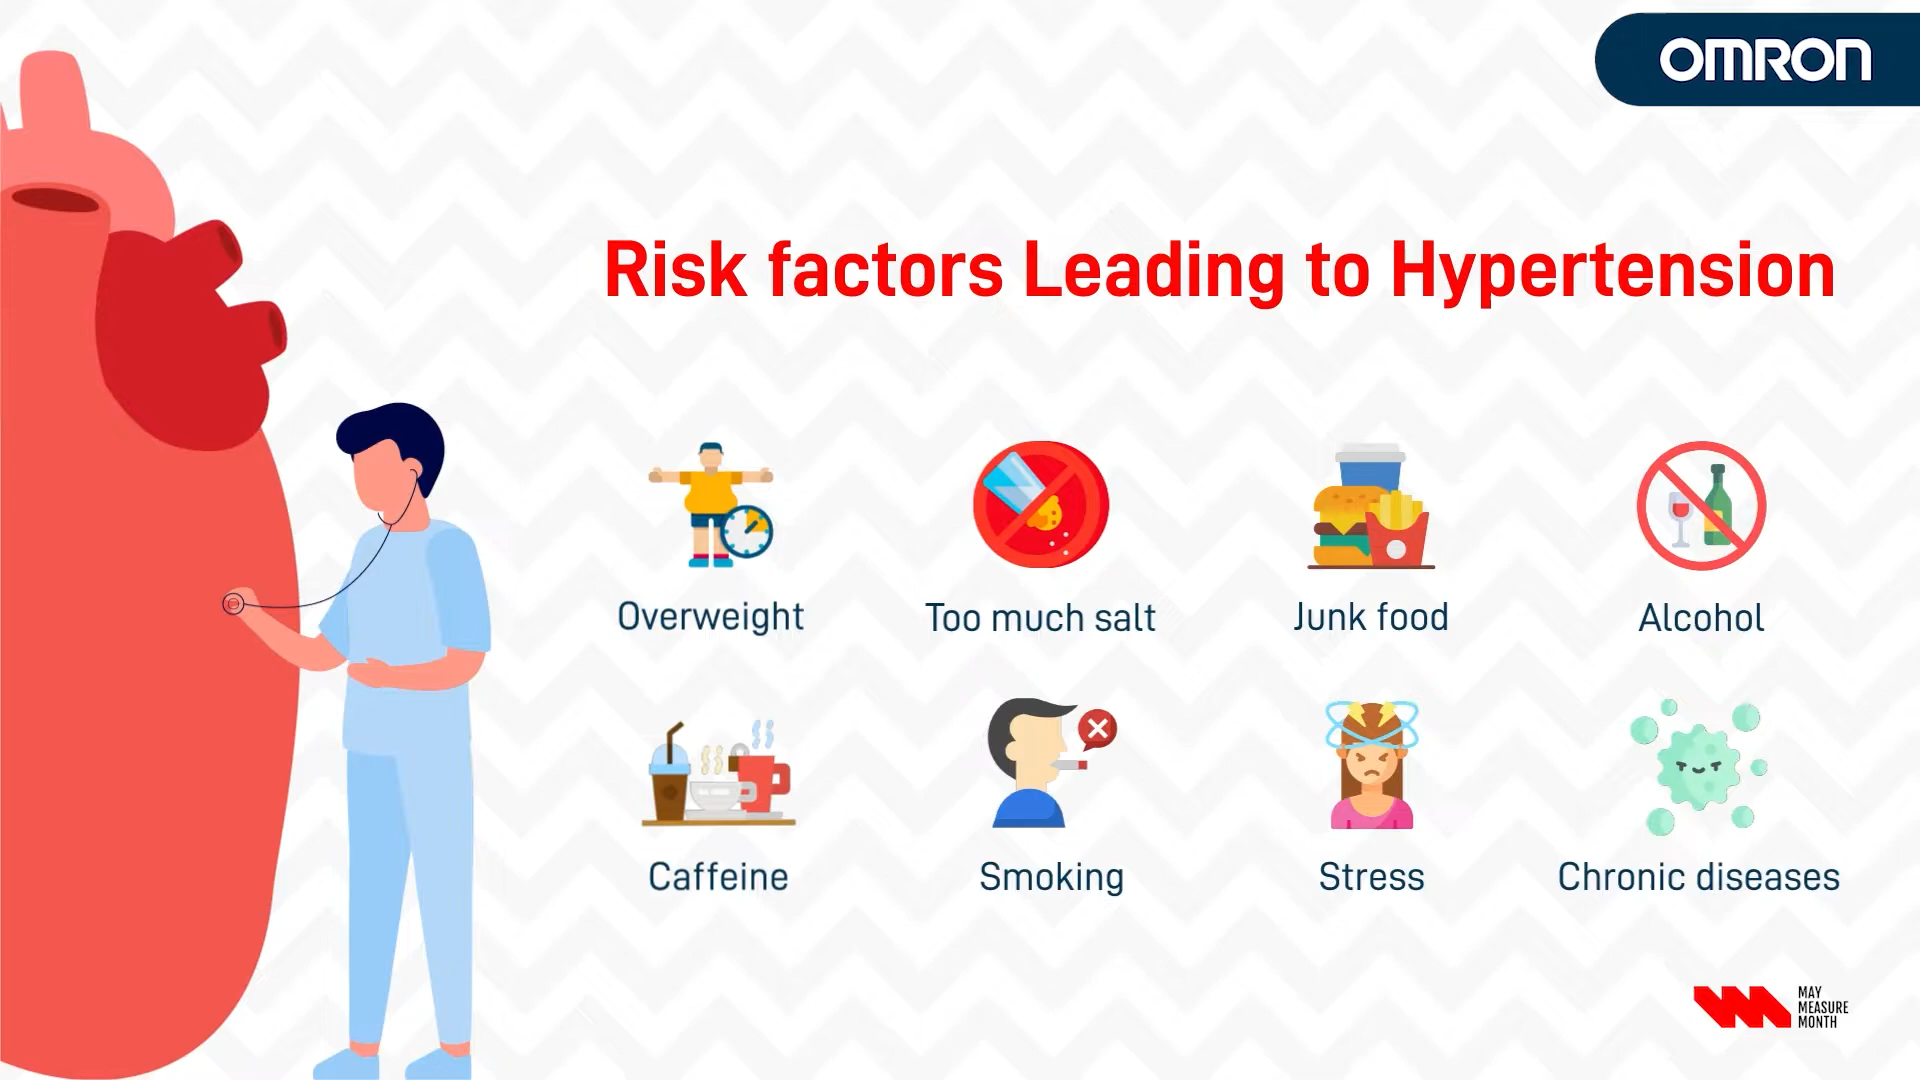 OMRON
Risk factors Leading to Hypertension
Overweight
Too much salt
Junk food
Alcohol
Caffeine
Smoking
Stress
Chronic diseases
MAY
MEASURE
MONTH